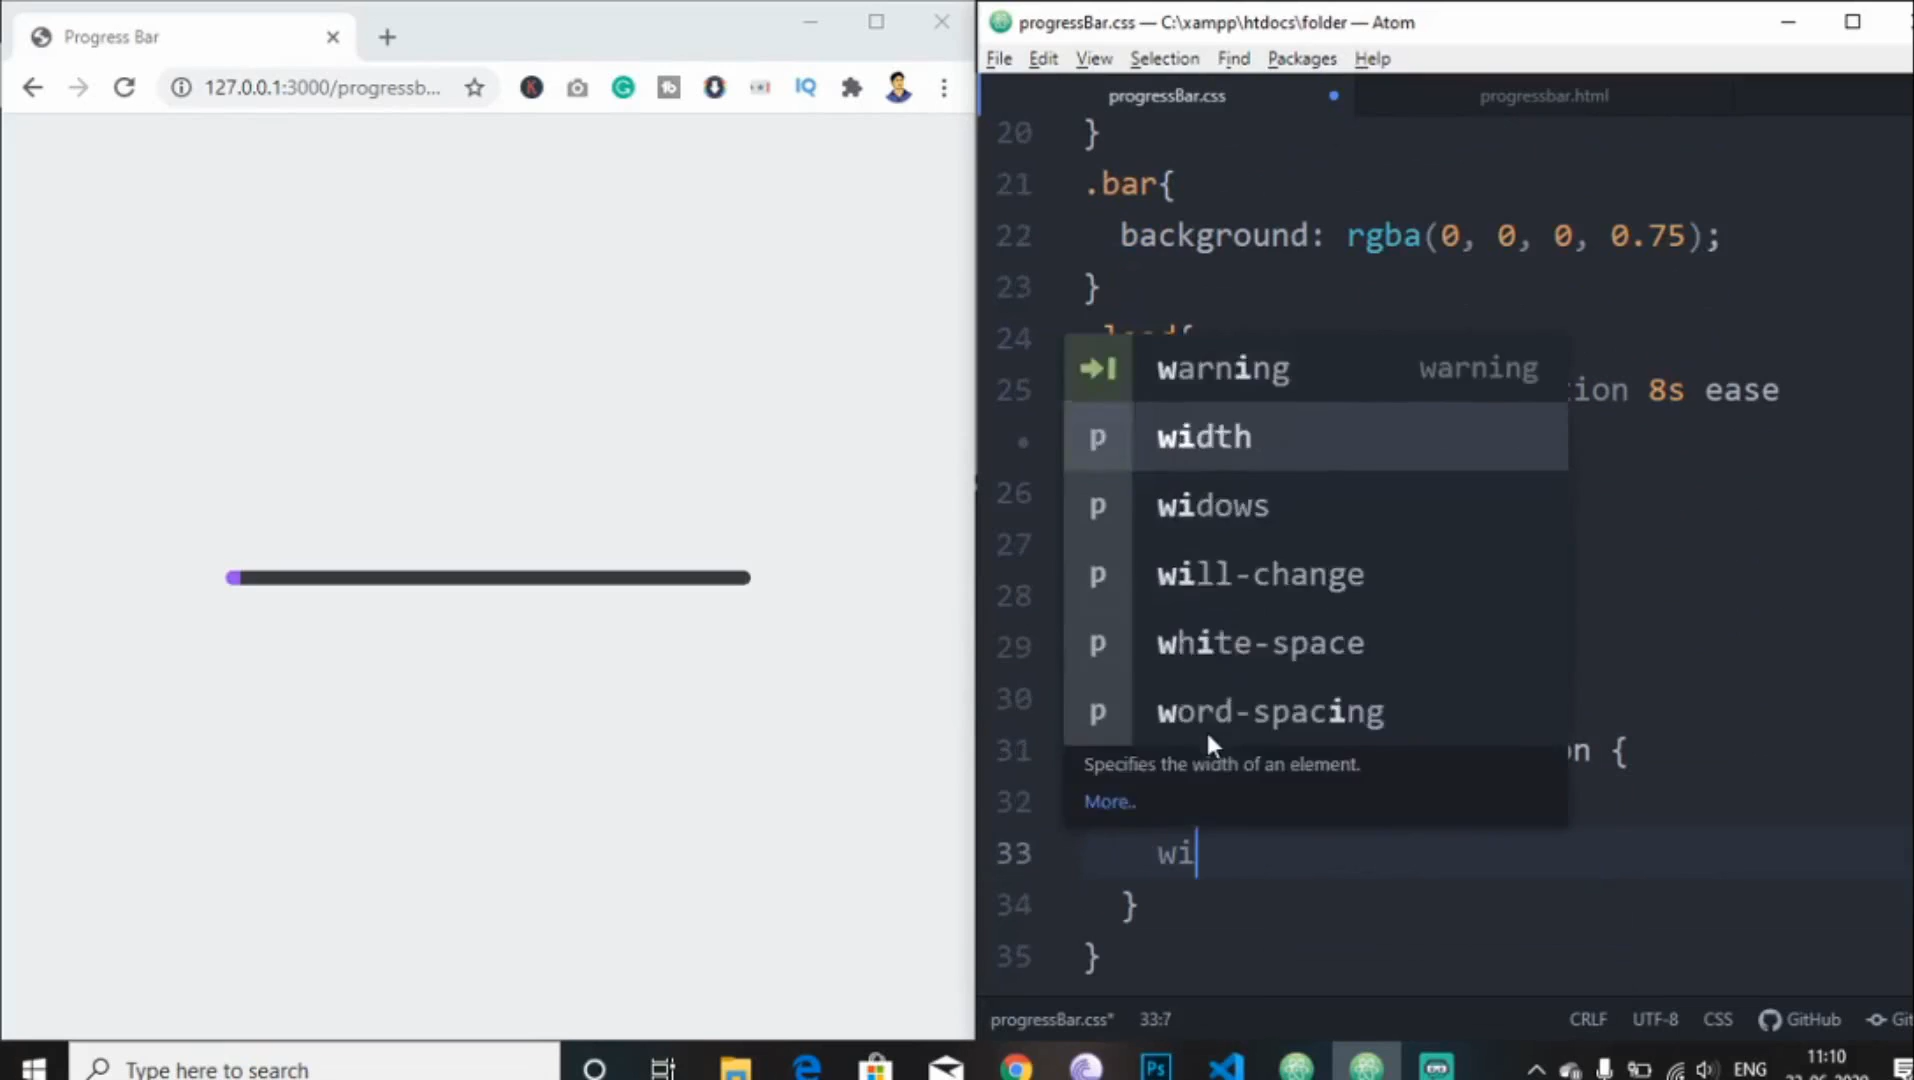 Progress Bar
progressBar.css — C:\xampp\htdocs\folder — Atom
127.0.0.1:3000/progressb...
IQ
File Edit View Selection Find Packages Help
progressBar.css
progressbar.html
20 }
21 .bar{
22 background: rgba(0, 0, 0, 0.75);
23 }
24
25 8s ease
26
27
28
29
30
31 {
32
33 wi
34 }
35 }
warning warning
p width
p widows
p will-change
p white-space
p word-spacing
Specifies the width of an element.
More..
progressBar.css* 33:7 CRLF UTF-8 CSS GitHub
Type here to search
Ps
ENG
11:10